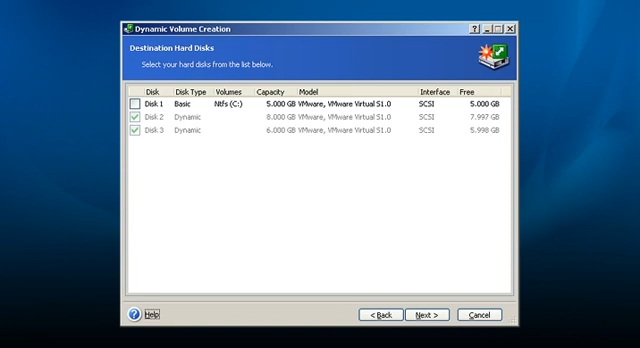 Dynamic Volume Creation
Destination Hard Disks
Select your hard disks from the list below.
Disk Disk Type Volumes Capacity Model Interface Free
Disk 1 Basic Ntfs (C:) 5.000 GB VMware, VMware Virtual S1.0 SCSI 5.000 GB
Disk 2 Dynamic 8.000 GB VMware, VMware Virtual S1.0 SCSI 7.997 GB
Disk 3 Dynamic 6.000 GB VMware, VMware Virtual S1.0 SCSI 5.998 GB
Help < Back Next > Cancel